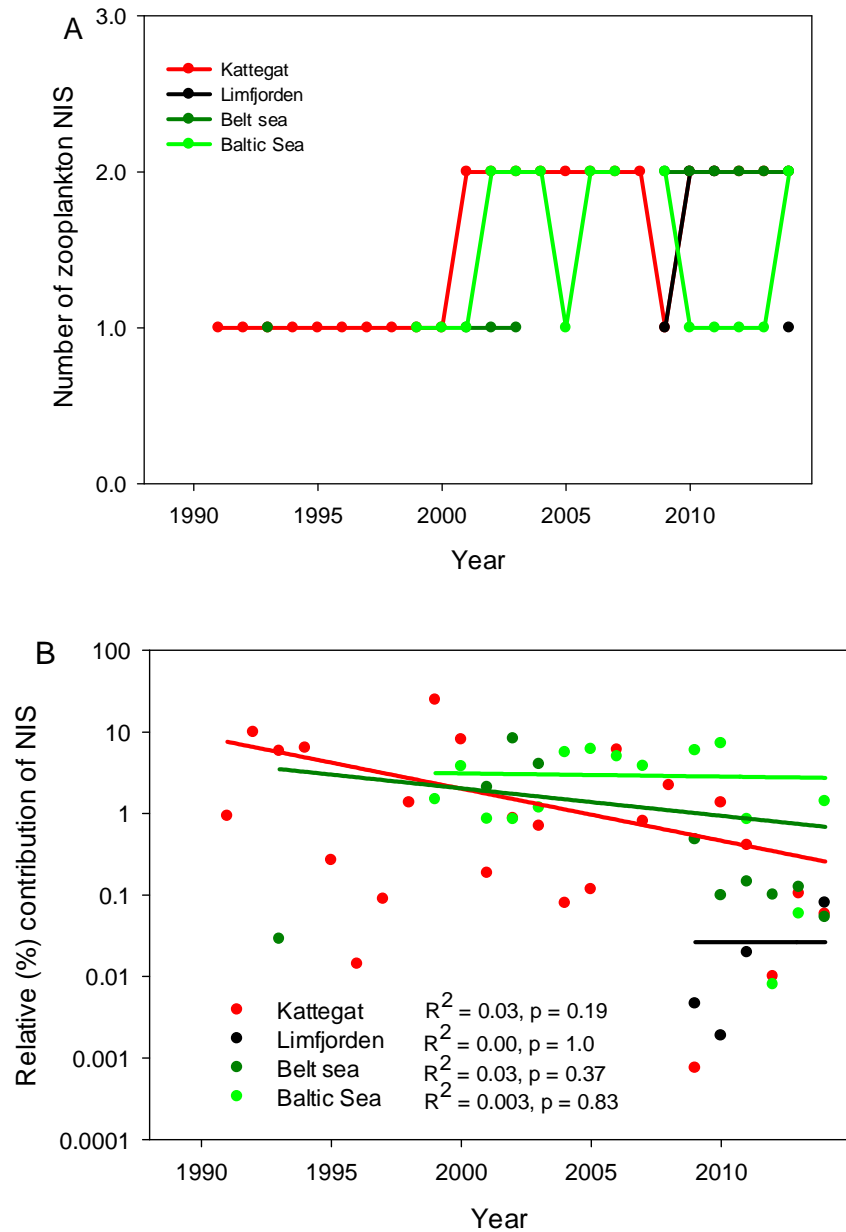 A
3.0
2.0
1.0
0.0
Number of zooplankton NIS
Kattegat
Limfjorden
Belt sea
Baltic Sea
1990 1995 2000 2005 2010
Year
B
100
10
1
0.1
0.01
0.001
0.0001
Relative (%) contribution of NIS
Kattegat R² = 0.03, p = 0.19
Limfjorden R² = 0.00, p = 1.0
Belt sea R² = 0.03, p = 0.37
Baltic Sea R² = 0.003, p = 0.83
1990 1995 2000 2005 2010
Year